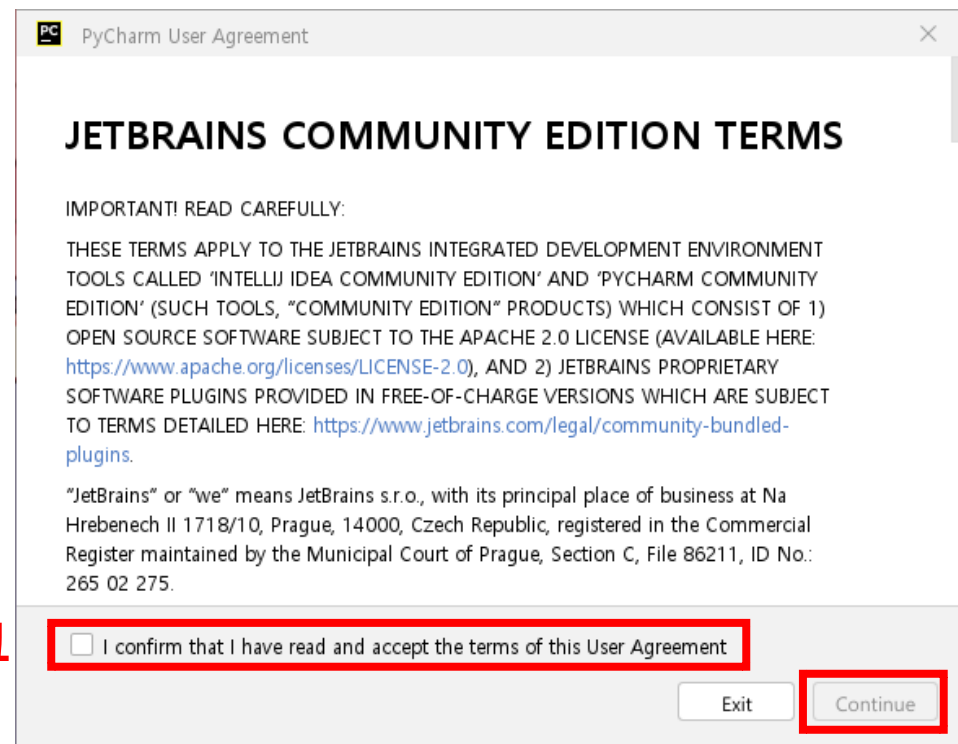 PC PyCharm User Agreement
JETBRAINS COMMUNITY EDITION TERMS
IMPORTANT! READ CAREFULLY:
THESE TERMS APPLY TO THE JETBRAINS INTEGRATED DEVELOPMENT ENVIRONMENT
TOOLS CALLED 'INTELLIJ IDEA COMMUNITY EDITION' AND 'PYCHARM COMMUNITY
EDITION' (SUCH TOOLS, "COMMUNITY EDITION" PRODUCTS) WHICH CONSIST OF 1)
OPEN SOURCE SOFTWARE SUBJECT TO THE APACHE 2.0 LICENSE (AVAILABLE HERE:
https://www.apache.org/licenses/LICENSE-2.0), AND 2) JETBRAINS PROPRIETARY
SOFTWARE PLUGINS PROVIDED IN FREE-OF-CHARGE VERSIONS WHICH ARE SUBJECT
TO TERMS DETAILED HERE: https://www.jetbrains.com/legal/community-bundled-
plugins.
"JetBrains" or "we" means JetBrains s.r.o., with its principal place of business at Na
Hrebenech II 1718/10, Prague, 14000, Czech Republic, registered in the Commercial
Register maintained by the Municipal Court of Prague, Section C, File 86211, ID No.:
265 02 275.
I confirm that I have read and accept the terms of this User Agreement
Exit Continue